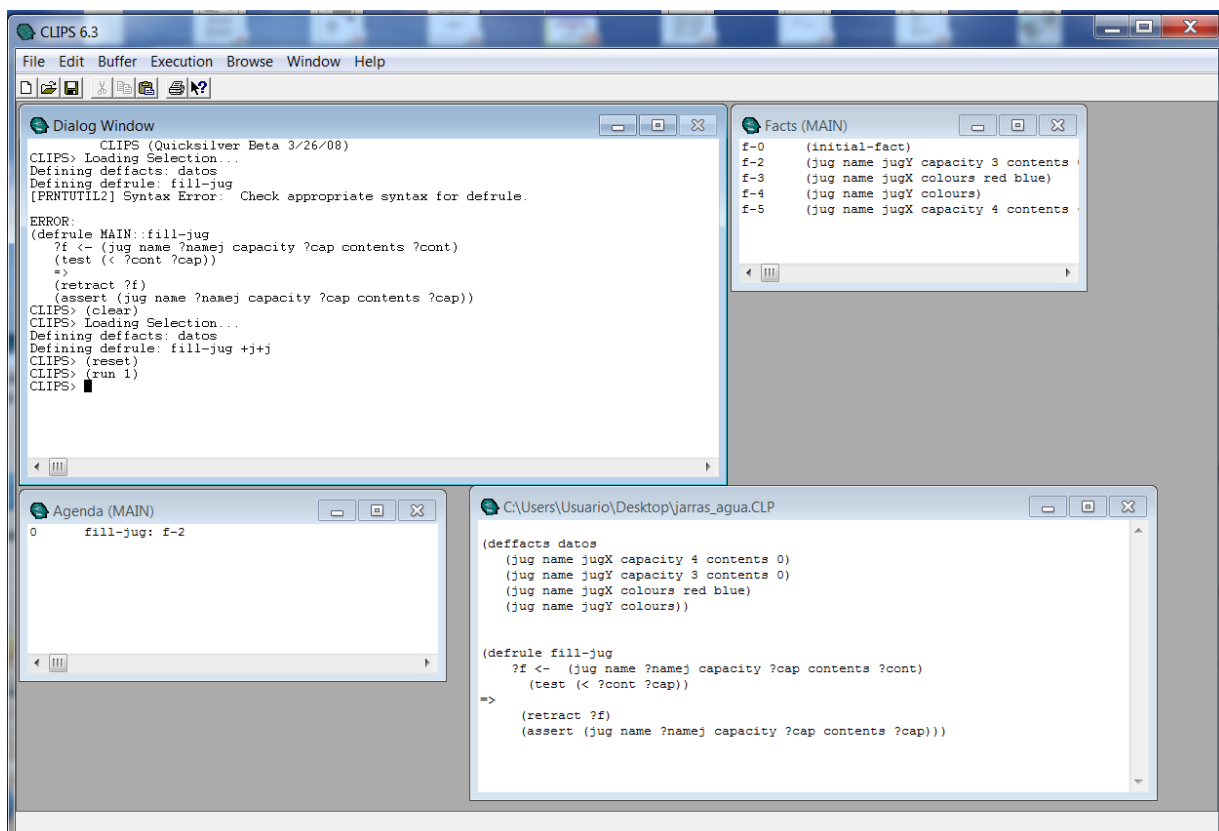 CLIPS 6.3
File Edit Buffer Execution Browse Window Help
Dialog Window
CLIPS (Quicksilver Beta 3/26/08)
CLIPS> Loading Selection...
Defining deffacts: datos
Defining defrule: fill-jug
[PRNTUTIL2] Syntax Error:  Check appropriate syntax for defrule.
ERROR:
(defrule MAIN::fill-jug
?f <- (jug name ?namej capacity ?cap contents ?cont)
(test (< ?cont ?cap))
=>
(retract ?f)
(assert (jug name ?namej capacity ?cap contents ?cap))
CLIPS> (clear)
CLIPS> Loading Selection...
Defining deffacts: datos
Defining defrule: fill-jug +j+j
CLIPS> (reset)
CLIPS> (run 1)
CLIPS>
Facts (MAIN)
f-0 (initial-fact)
f-2 (jug name jugY capacity 3 contents
f-3 (jug name jugX colours red blue)
f-4 (jug name jugY colours)
f-5 (jug name jugX capacity 4 contents
Agenda (MAIN)
0 fill-jug: f-2
C:\Users\Usuario\Desktop\jarras_agua.CLP
(deffacts datos
(jug name jugX capacity 4 contents 0)
(jug name jugY capacity 3 contents 0)
(jug name jugX colours red blue)
(jug name jugY colours))
(defrule fill-jug
?f <-  (jug name ?namej capacity ?cap contents ?cont)
(test (< ?cont ?cap))
=>
(retract ?f)
(assert (jug name ?namej capacity ?cap contents ?cap)))